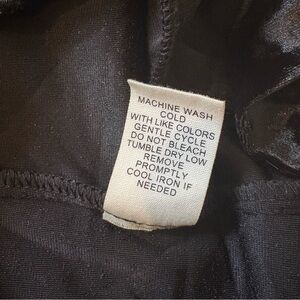 MACHINE WASH
COLD
WITH LIKE COLORS
GENTLE CYCLE
DO NOT BLEACH
TUMBLE DRY LOW
REMOVE
PROMPTLY
COOL IRON IF
NEEDED